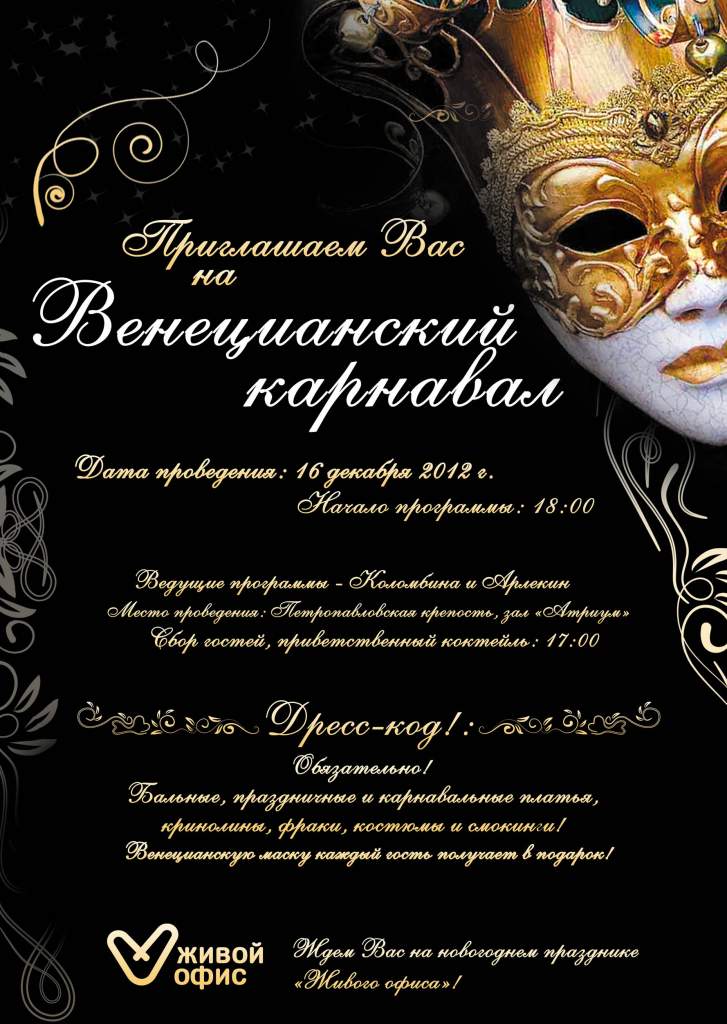 Приглашаем Вас
на
Венецианский
карнавал
Дата проведения: 16 декабря 2012 г.
Начало программы: 18:00
Ведущие программы - Коломбина и Арлекин
Место проведения: Петропавловская крепость, зал «Атриум»
Сбор гостей, приветственный коктейль: 17:00
Дресс-код!:
Обязательно!
Бальные, праздничные и карнавальные платья,
кринолины, фраки, костюмы и смокинги!
Венецианскую маску каждый гость получает в подарок!
живой
офис
Ждем Вас на новогоднем празднике
«Живого офиса»!